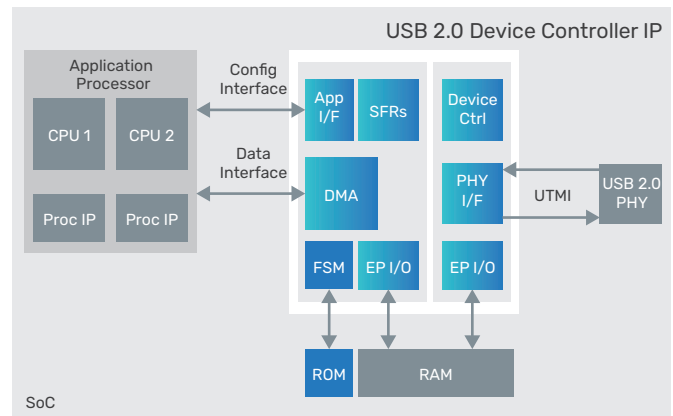 USB 2.0 Device Controller IP
Application
Processor
CPU 1
CPU 2
Proc IP
Proc IP
Config
Interface
Data
Interface
App
I/F
SFRs
DMA
FSM
EP I/O
Device
Ctrl
PHY
I/F
EP I/O
UTMI
USB 2.0
PHY
ROM
RAM
SoC